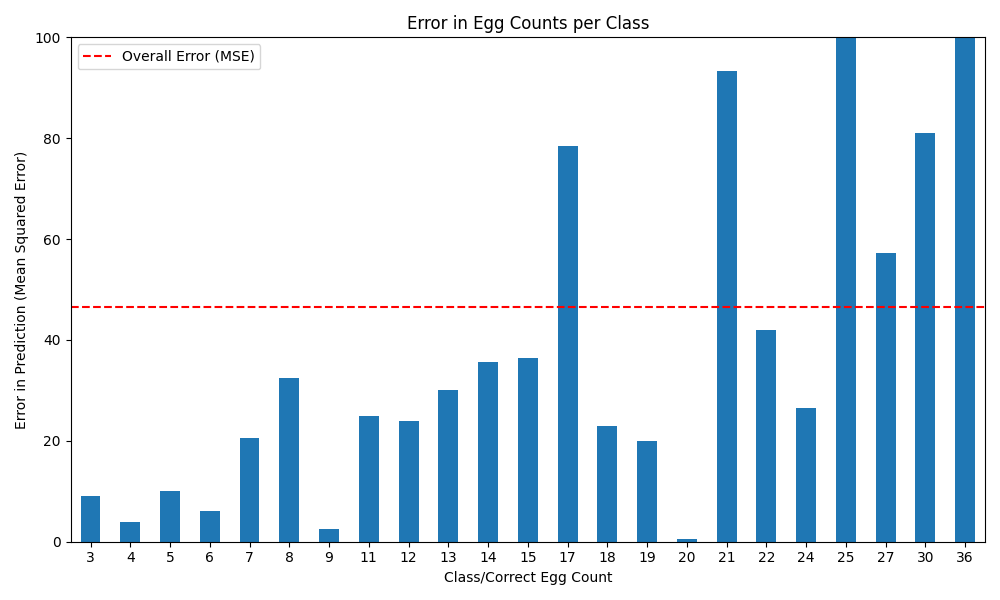 Error in Egg Counts per Class
Overall Error (MSE)
Error in Prediction (Mean Squared Error)
100
80
60
40
20
0
3 4 5 6 7 8 9 11 12 13 14 15 17 18 19 20 21 22 24 25 27 30 36
Class/Correct Egg Count